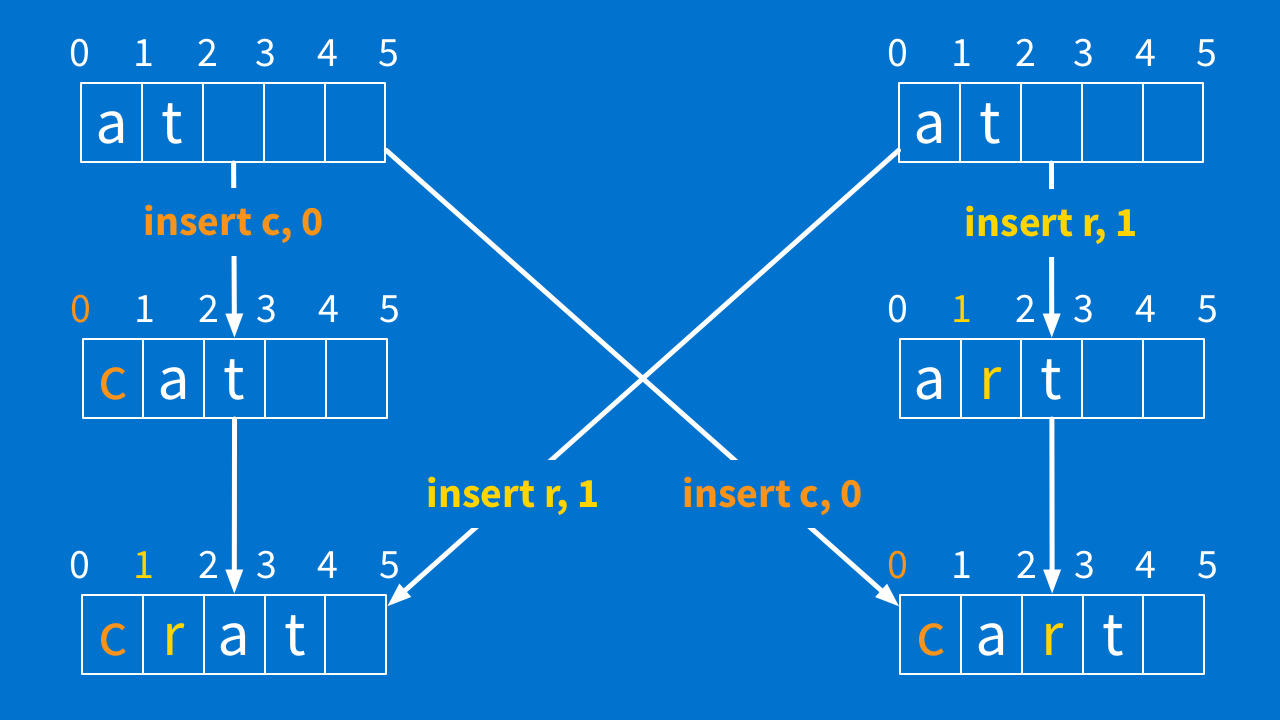 0 1 2 3 4 5
0 1 2 3 4 5
a t
a t
insert c, 0
insert r, 1
0 1 2 3 4 5
0 1 2 3 4 5
c a t
a r t
insert r, 1
insert c, 0
0 1 2 3 4 5
0 1 2 3 4 5
c r a t
c a r t